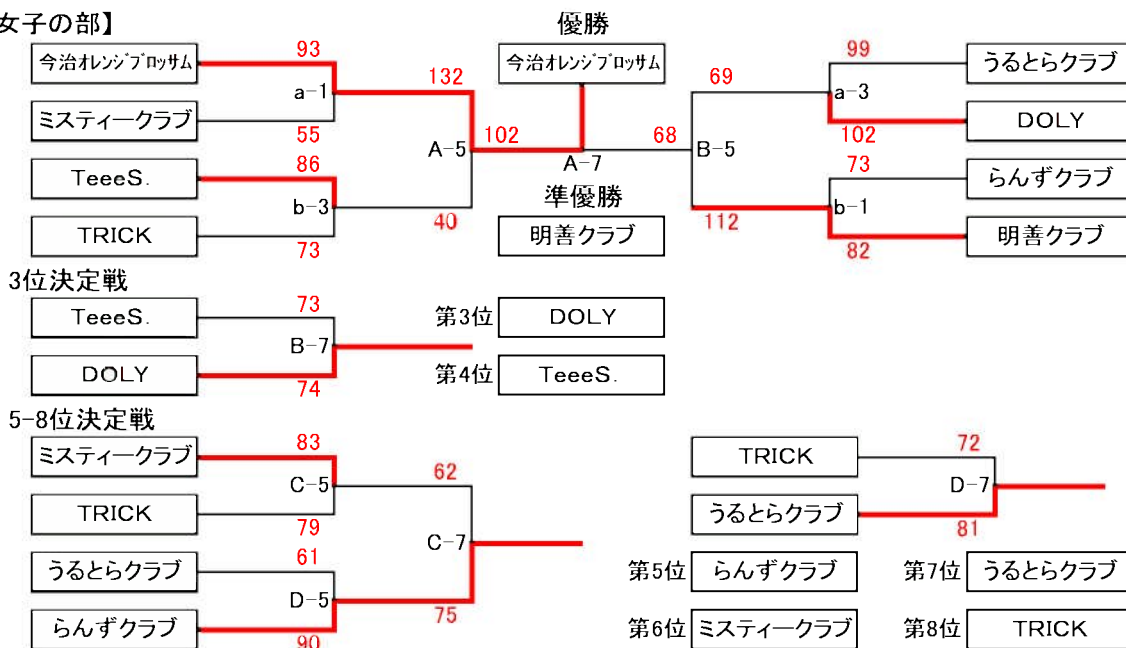 女子の部】
優勝
今治オレンジブロッサム
93
a-1
ミスティークラブ
55
132
A-5
TeeeS.
86
b-3
TRICK
73
40
102
今治オレンジブロッサム
A-7
68
準優勝
明善クラブ
69
B-5
112
99
うるとらクラブ
a-3
DOLY
102
73
らんずクラブ
b-1
明善クラブ
82
3位決定戦
TeeeS.
73
B-7
DOLY
74
第3位 DOLY
第4位 TeeeS.
5-8位決定戦
ミスティークラブ
83
C-5
TRICK
79
62
C-7
うるとらクラブ
61
D-5
らんずクラブ
90
75
TRICK
72
D-7
うるとらクラブ
81
第5位 らんずクラブ
第7位 うるとらクラブ
第6位 ミスティークラブ
第8位 TRICK